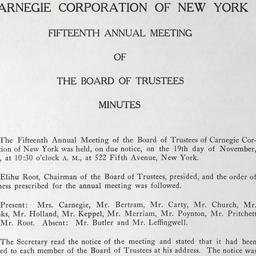 ARNEGIE CORPORATION OF NEW YORK
FIFTEENTH ANNUAL MEETING
OF
THE BOARD OF TRUSTEES
MINUTES
The Fifteenth Annual Meeting of the Board of Trustees of Carnegie Cor-
tion of New York was held, on due notice, on the 19th day of November,
, at 10:30 o'clock A. M., at 522 Fifth Avenue, New York.
Elihu Root, Chairman of the Board of Trustees, presided, and the order of
ness prescribed for the annual meeting was followed.
Present: Mrs. Carnegie, Mr. Bertram, Mr. Carty, Mr. Church, Mr.
ks, Mr. Holland, Mr. Keppel, Mr. Merriam, Mr. Poynton, Mr. Pritchett
Mr. Root. Absent: Mr. Butler and Mr. Leffingwell.
The Secretary read the notice of the meeting and stated that it had been
ed to each member of the Board of Trustees at his address. The notice was